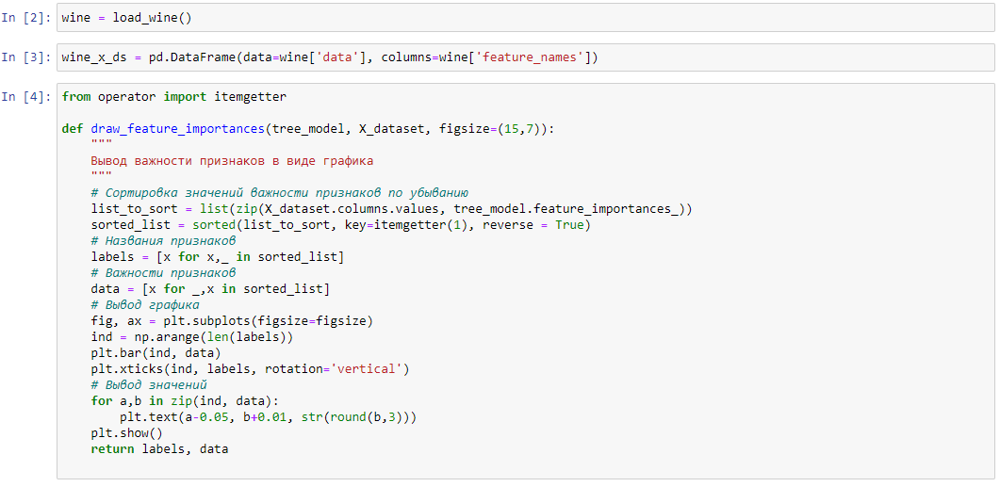 In [2]: wine = load_wine()
In [3]: wine_x_ds = pd.DataFrame(data=wine['data'], columns=wine['feature_names'])
In [4]: from operator import itemgetter
def draw_feature_importances(tree_model, X_dataset, figsize=(15,7)):
    """
    Вывод важности признаков в виде графика
    """
    # Сортировка значений важности признаков по убыванию
    list_to_sort = list(zip(X_dataset.columns.values, tree_model.feature_importances_))
    sorted_list = sorted(list_to_sort, key=itemgetter(1), reverse = True)
    # Названия признаков
    labels = [x for x,_ in sorted_list]
    # Важности признаков
    data = [x for _,x in sorted_list]
    # Вывод графика
    fig, ax = plt.subplots(figsize=figsize)
    ind = np.arange(len(labels))
    plt.bar(ind, data)
    plt.xticks(ind, labels, rotation='vertical')
    # Вывод значений
    for a,b in zip(ind, data):
        plt.text(a-0.05, b+0.01, str(round(b,3)))
    plt.show()
    return labels, data